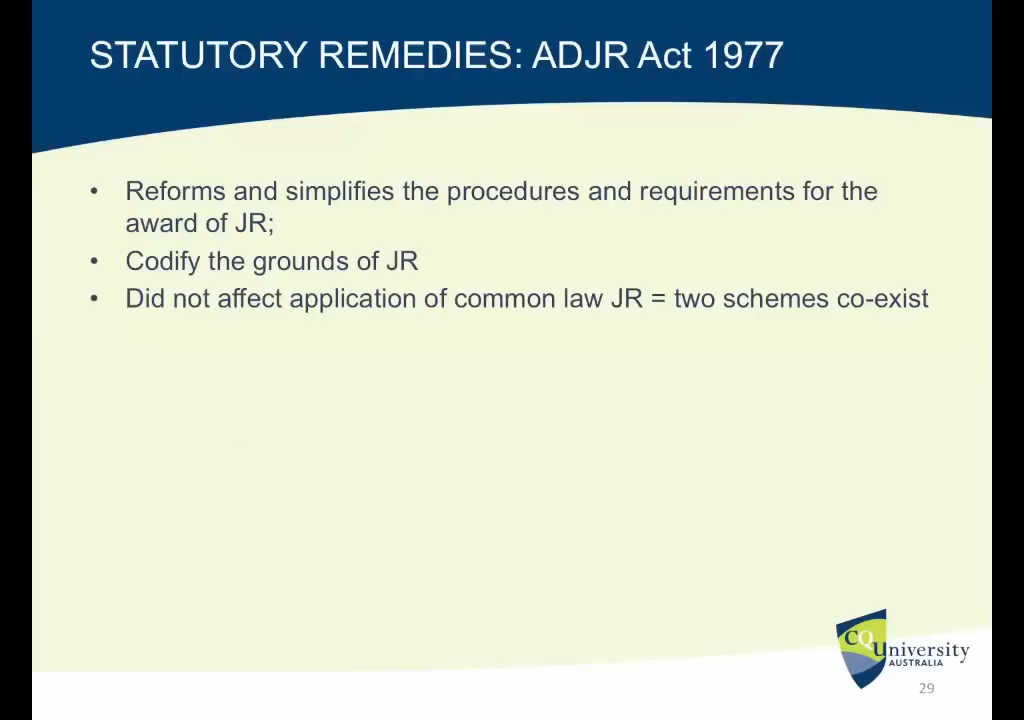 STATUTORY REMEDIES: ADJR Act 1977
• Reforms and simplifies the procedures and requirements for the
award of JR;
• Codify the grounds of JR
• Did not affect application of common law JR = two schemes co-exist
CQUniversity
AUSTRALIA
29